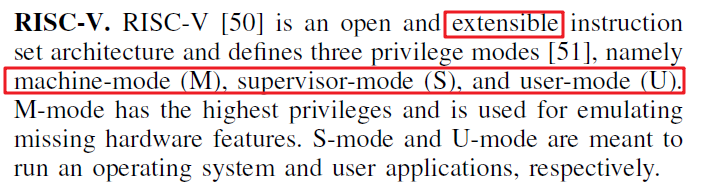 RISC-V. RISC-V [50] is an open and extensible instruction
set architecture and defines three privilege modes [51], namely
machine-mode (M), supervisor-mode (S), and user-mode (U).
M-mode has the highest privileges and is used for emulating
missing hardware features. S-mode and U-mode are meant to
run an operating system and user applications, respectively.